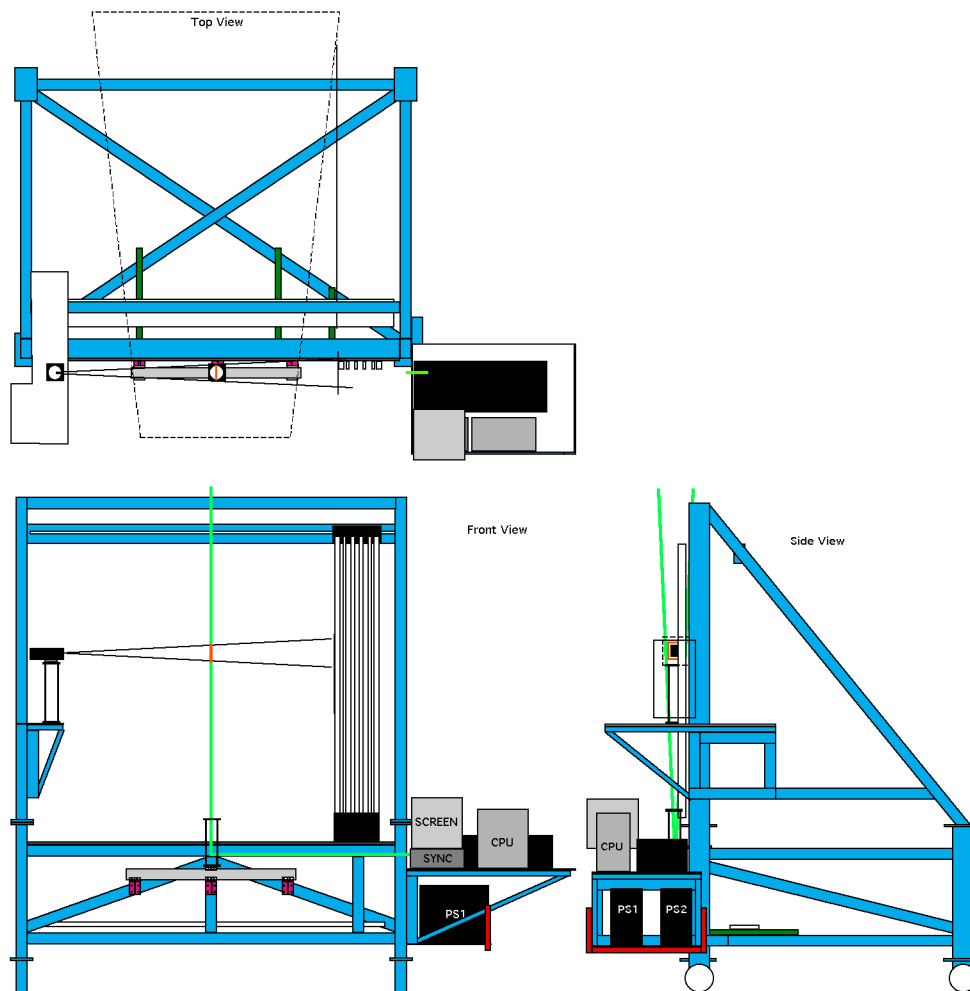 Top View
Front View
Side View
SCREEN
SYNC
CPU
PS1
CPU
PS1
PS2